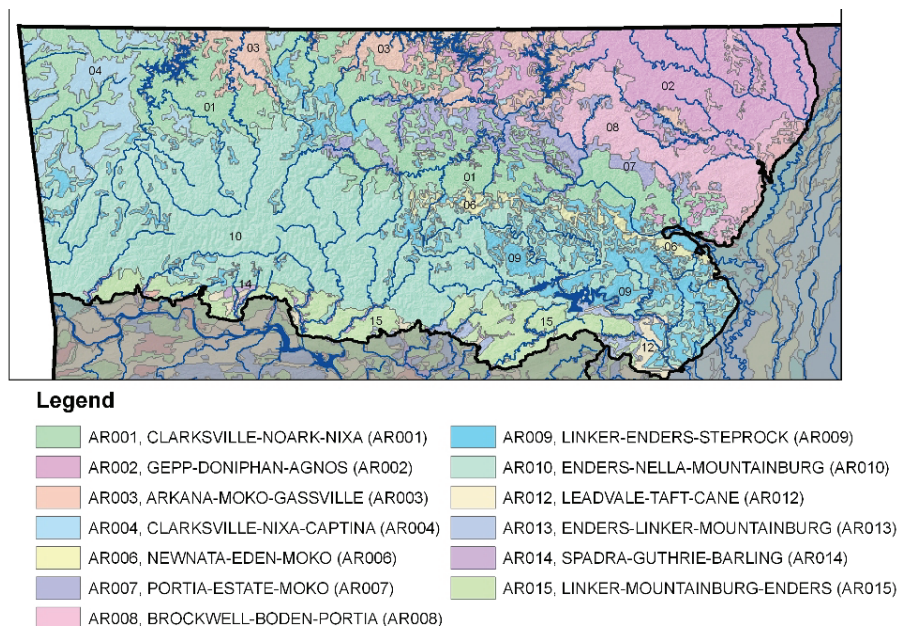 03
03
04
02
01
08
07
01
06
10
06
09
14
09
15
15
12
Legend
AR001, CLARKSVILLE-NOARK-NIXA (AR001)
AR002, GEPP-DONIPHAN-AGNOS (AR002)
AR003, ARKANA-MOKO-GASSVILLE (AR003)
AR004, CLARKSVILLE-NIXA-CAPTINA (AR004)
AR006, NEWNATA-EDEN-MOKO (AR006)
AR007, PORTIA-ESTATE-MOKO (AR007)
AR008, BROCKWELL-BODEN-PORTIA (AR008)
AR009, LINKER-ENDERS-STEPROCK (AR009)
AR010, ENDERS-NELLA-MOUNTAINBURG (AR010)
AR012, LEADVALE-TAFT-CANE (AR012)
AR013, ENDERS-LINKER-MOUNTAINBURG (AR013)
AR014, SPADRA-GUTHRIE-BARLING (AR014)
AR015, LINKER-MOUNTAINBURG-ENDERS (AR015)